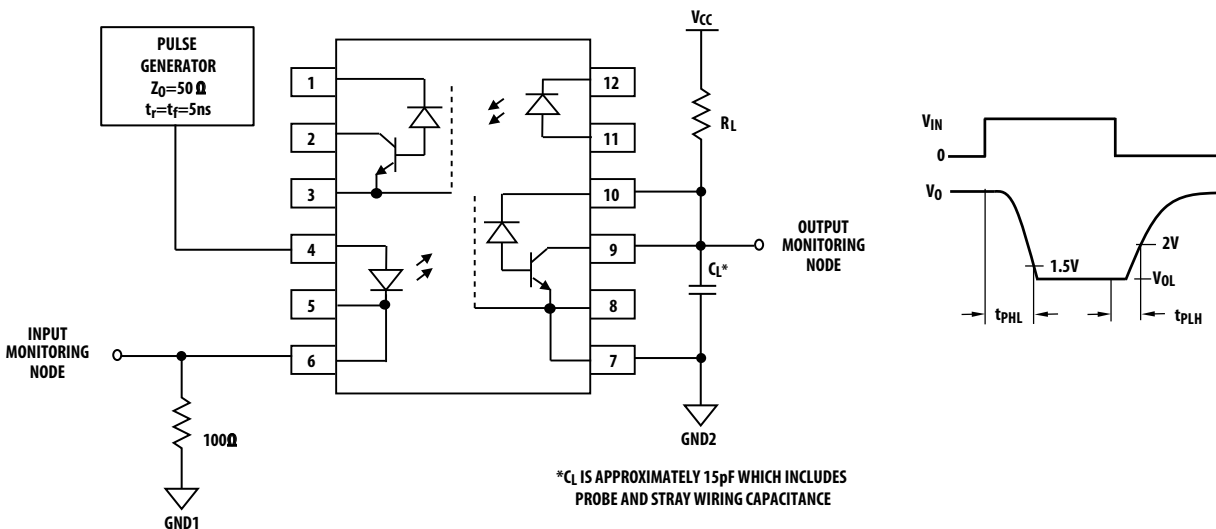 PULSE
GENERATOR
Z0=50 Ω
tr=tf=5ns
1
2
3
4
5
6
12
11
10
9
8
7
VCC
RL
CL*
OUTPUT
MONITORING
NODE
GND2
INPUT
MONITORING
NODE
100Ω
GND1
*CL IS APPROXIMATELY 15pF WHICH INCLUDES
PROBE AND STRAY WIRING CAPACITANCE
VIN
0
VO
1.5V
2V
VOL
tPHL
tPLH